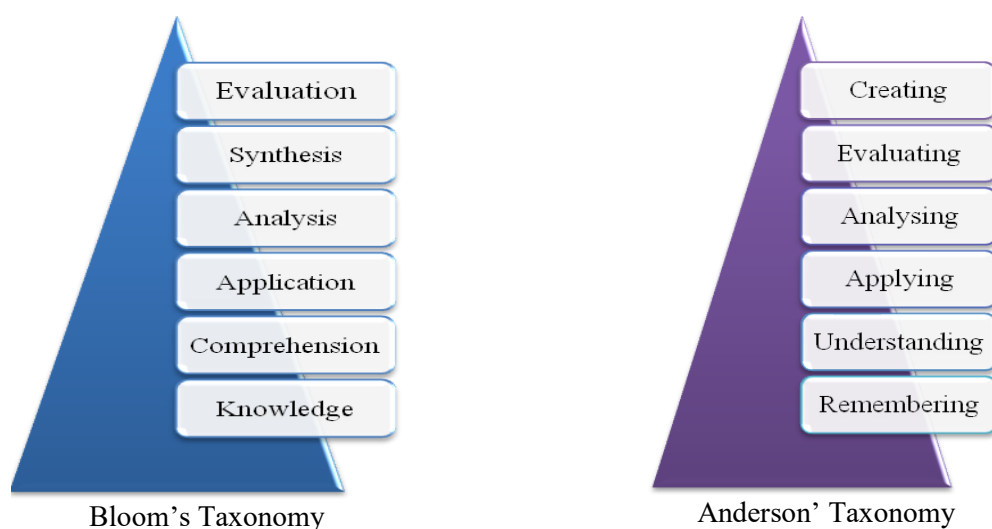 Evaluation
Synthesis
Analysis
Application
Comprehension
Knowledge
Bloom’s Taxonomy
Creating
Evaluating
Analysing
Applying
Understanding
Remembering
Anderson’ Taxonomy